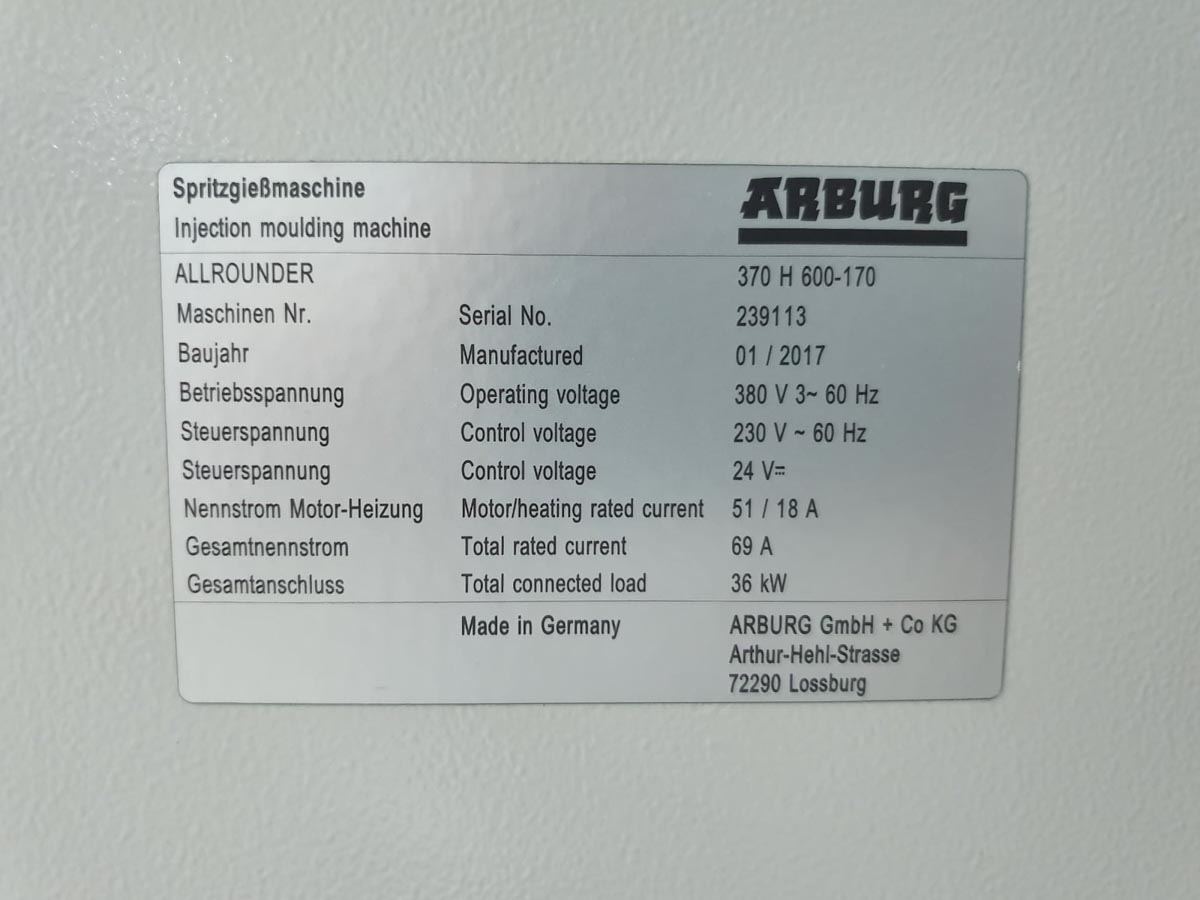 Spritzgießmaschine
Injection moulding machine
ARBURG
ALLROUNDER 370 H 600-170
Maschinen Nr. Serial No. 239113
Baujahr Manufactured 01 / 2017
Betriebsspannung Operating voltage 380 V 3~ 60 Hz
Steuerspannung Control voltage 230 V ~ 60 Hz
Steuerspannung Control voltage 24 V⎓
Nennstrom Motor-Heizung Motor/heating rated current 51 / 18 A
Gesamtnennstrom Total rated current 69 A
Gesamtanschluss Total connected load 36 kW
Made in Germany ARBURG GmbH + Co KG
Arthur-Hehl-Strasse
72290 Lossburg